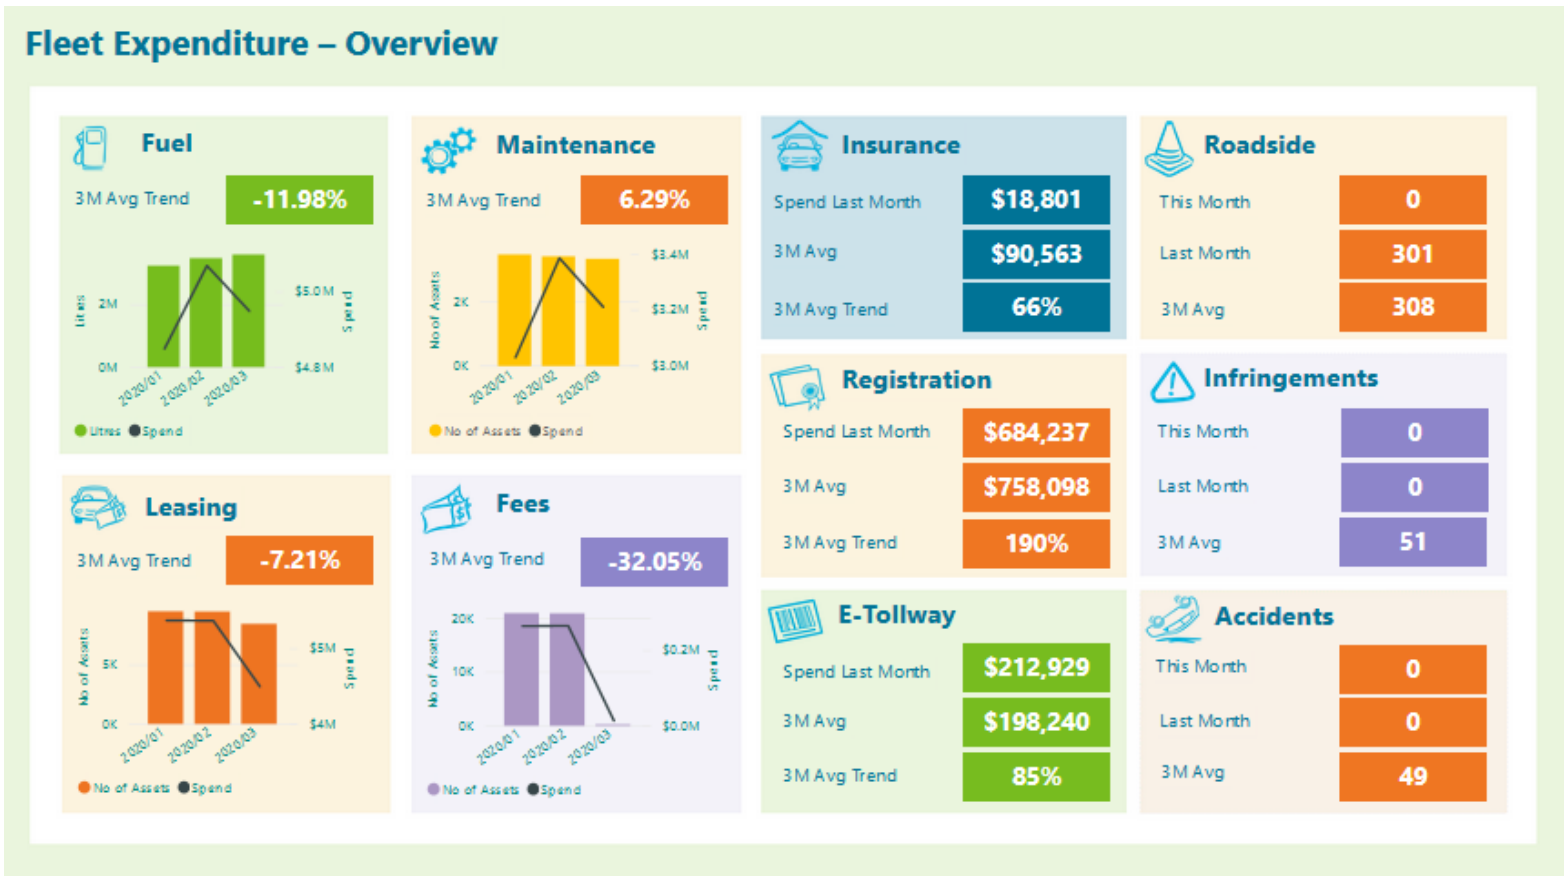 Fleet Expenditure – Overview
Fuel
3M Avg Trend
-11.98%
Litres
2M
0M
$5.0M
$4.8M
Spend
2020/01
2020/02
2020/03
Litres
Spend
Maintenance
3M Avg Trend
6.29%
No of Assets
2K
0K
$3.4M
$3.2M
$3.0M
Spend
2020/01
2020/02
2020/03
No of Assets
Spend
Insurance
Spend Last Month
$18,801
3M Avg
$90,563
3M Avg Trend
66%
Roadside
This Month
0
Last Month
301
3M Avg
308
Registration
Spend Last Month
$684,237
3M Avg
$758,098
3M Avg Trend
190%
Infringements
This Month
0
Last Month
0
3M Avg
51
Leasing
3M Avg Trend
-7.21%
No of Assets
5K
0K
$5M
$4M
Spend
2020/01
2020/02
2020/03
No of Assets
Spend
Fees
3M Avg Trend
-32.05%
No of Assets
20K
10K
0K
$0.2M
$0.0M
Spend
2020/01
2020/02
2020/03
No of Assets
Spend
E-Tollway
Spend Last Month
$212,929
3M Avg
$198,240
3M Avg Trend
85%
Accidents
This Month
0
Last Month
0
3M Avg
49